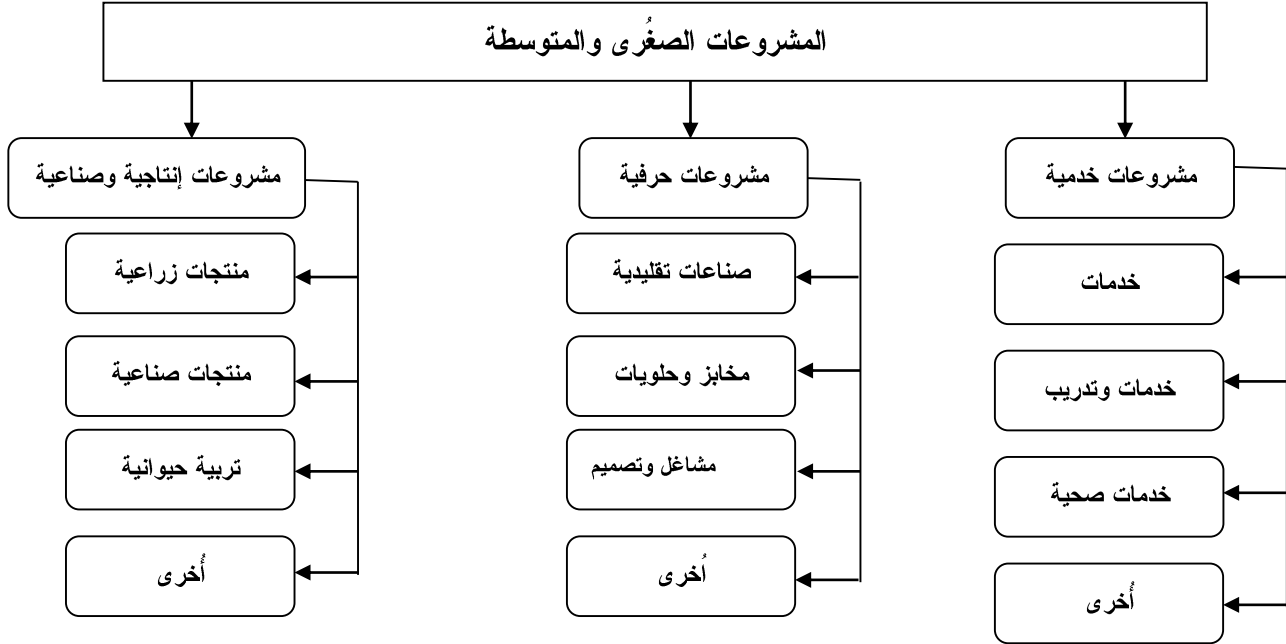 المشروعات الصغُرى والمتوسطة
مشروعات خدمية
خدمات
خدمات وتدريب
خدمات صحية
أُخرى
مشروعات حرفية
صناعات تقليدية
مخابز وحلويات
مشاغل وتصميم
اُخرى
مشروعات إنتاجية وصناعية
منتجات زراعية
منتجات صناعية
تربية حيوانية
أُخرى